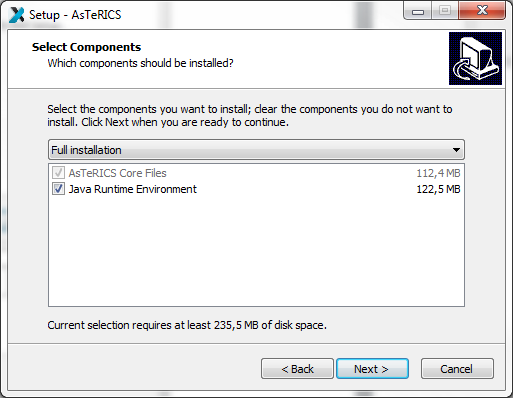 Setup - AsTeRICS
Select Components
Which components should be installed?
Select the components you want to install; clear the components you do not want to
install. Click Next when you are ready to continue.
Full installation
AsTeRICS Core Files 112,4 MB
Java Runtime Environment 122,5 MB
Current selection requires at least 235,5 MB of disk space.
< Back Next > Cancel